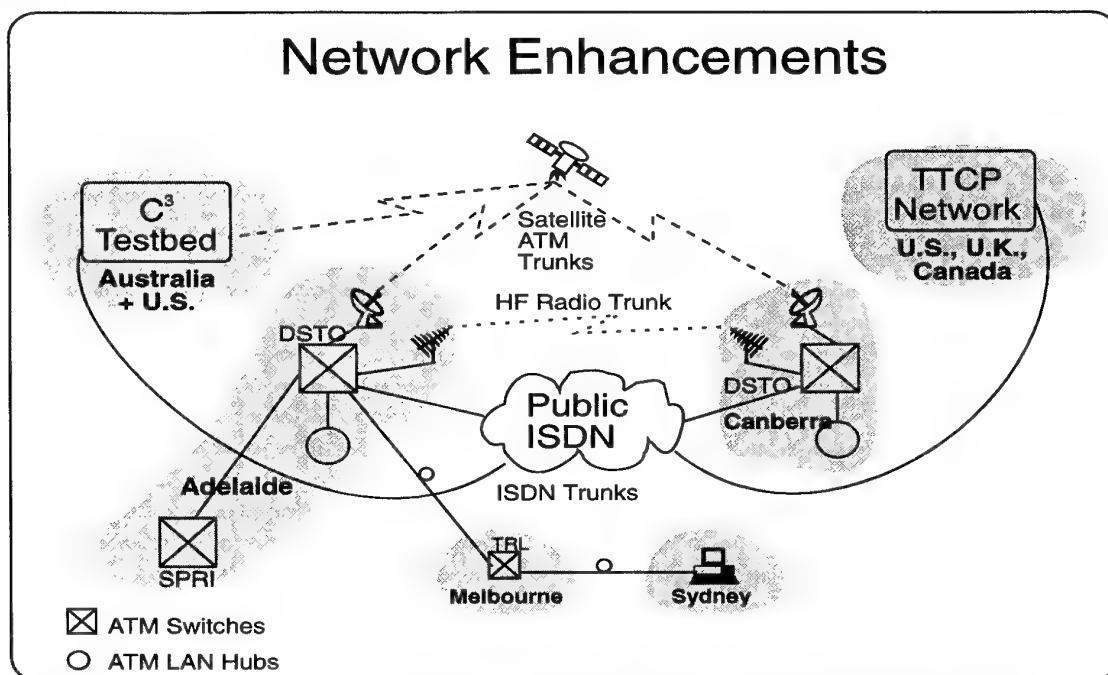 Network Enhancements
C³
Testbed
Australia
+ U.S.
Satellite
ATM
Trunks
TTCP
Network
U.S., U.K.,
Canada
HF Radio Trunk
DSTO
DSTO
Canberra
Public
ISDN
ISDN Trunks
Adelaide
SPRI
TRL
Melbourne
Sydney
ATM Switches
ATM LAN Hubs